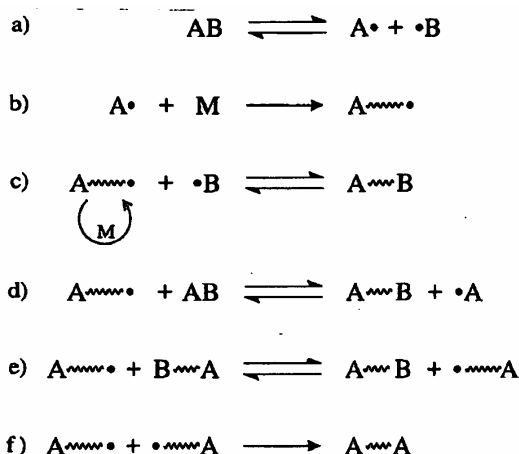 a) AB ⇌ A• + •B
b) A• + M ⟶ A〰•
c) A〰• + •B ⇌ A〰B
M
d) A〰• + AB ⇌ A〰B + •A
e) A〰• + B〰A ⇌ A〰B + •〰A
f) A〰• + •〰A ⟶ A〰A